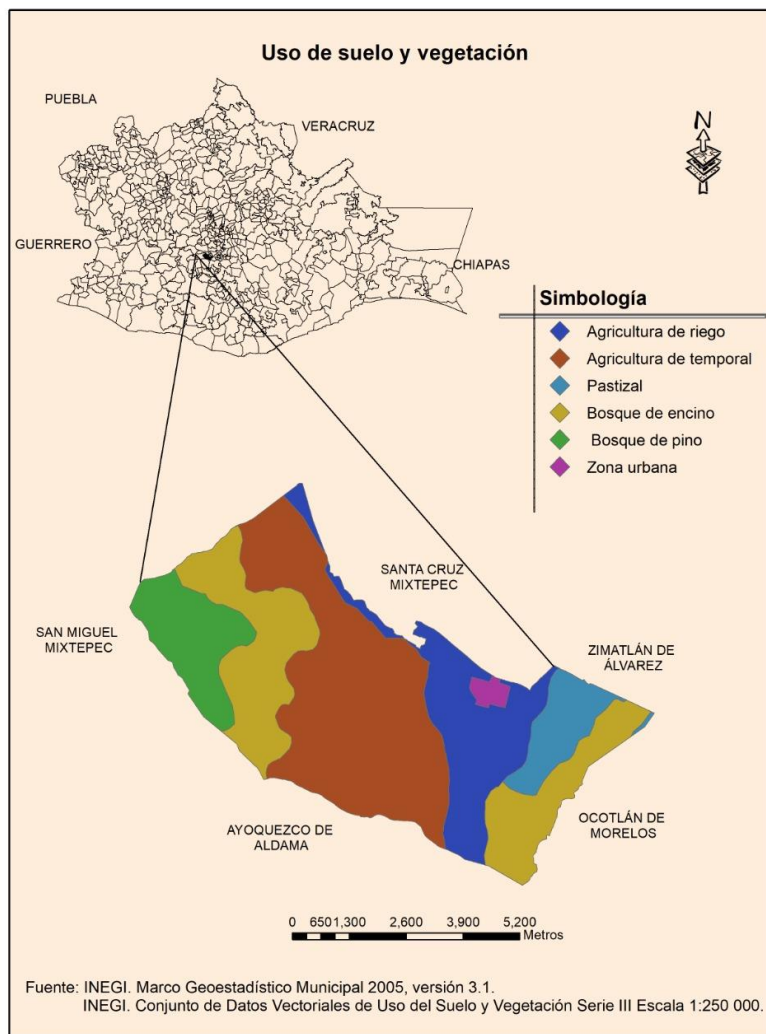 Uso de suelo y vegetación
PUEBLA
VERACRUZ
N
GUERRERO
CHIAPAS
Simbología
Agricultura de riego
Agricultura de temporal
Pastizal
Bosque de encino
Bosque de pino
Zona urbana
SANTA CRUZ
MIXTEPEC
SAN MIGUEL
MIXTEPEC
ZIMATLÁN DE
ÁLVAREZ
AYOQUEZCO DE
ALDAMA
OCOTLÁN DE
MORELOS
0 650 1,300 2,600 3,900 5,200
Metros
Fuente: INEGI. Marco Geoestadístico Municipal 2005, versión 3.1.
INEGI. Conjunto de Datos Vectoriales de Uso del Suelo y Vegetación Serie III Escala 1:250 000.